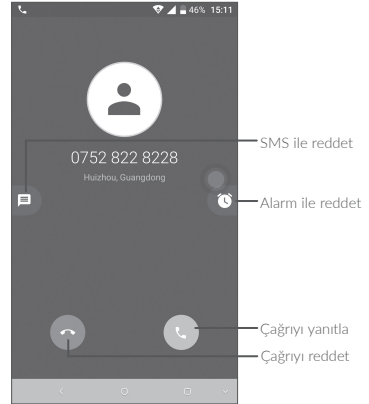 46% 15:11
SMS ile reddet
0752 822 8228
Huizhou, Guangdong
Alarm ile reddet
Çağrıyı yanıtla
Çağrıyı reddet